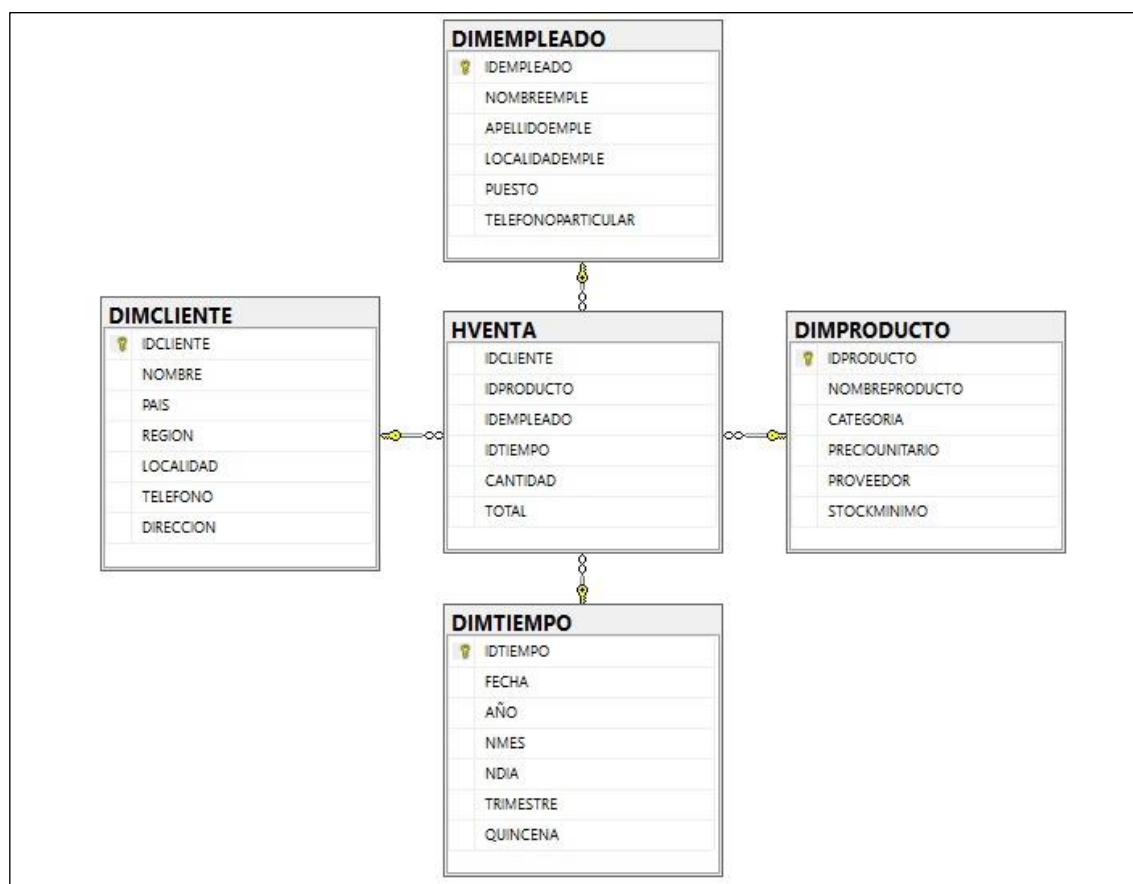 DIMEMPLEADO
IDEMPLEADO
NOMBREEMPLE
APELLIDOEMPLE
LOCALIDADEMPLE
PUESTO
TELEFONOPARTICULAR
DIMCLIENTE
IDCLIENTE
NOMBRE
PAIS
REGION
LOCALIDAD
TELEFONO
DIRECCION
HVENTA
IDCLIENTE
IDPRODUCTO
IDEMPLEADO
IDTIEMPO
CANTIDAD
TOTAL
DIMPRODUCTO
IDPRODUCTO
NOMBREPRODUCTO
CATEGORIA
PRECIOUNITARIO
PROVEEDOR
STOCKMINIMO
DIMTIEMPO
IDTIEMPO
FECHA
AÑO
NMES
NDIA
TRIMESTRE
QUINCENA